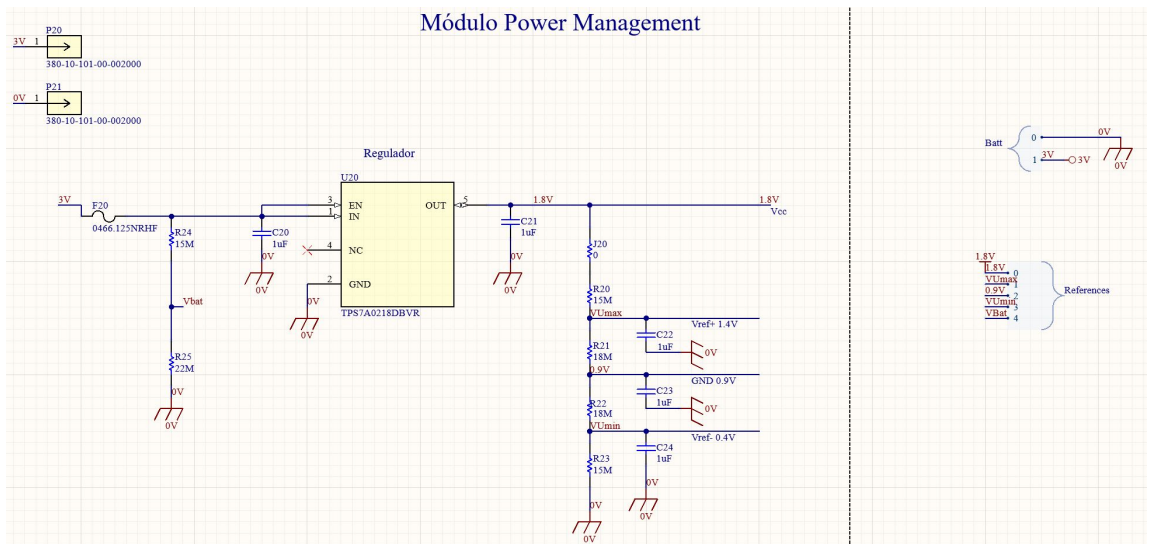 Módulo Power Management
P20
3V 1
380-10-101-00-002000
P21
0V 1
380-10-101-00-002000
Batt
0 0V
1 3V 3V
0V
Regulador
U20
3V
F20
0466.125NRHF
3 EN
1 IN
4 NC
2 GND
OUT 5
TPS7A0218DBVR
1.8V
1.8V
Vcc
R24
15M
C20
1uF
0V
0V
C21
1uF
0V
0V
0V
0V
J20
0
R20
15M
Vbat
VUmax
Vref+ 1.4V
C22
1uF
0V
R21
18M
0.9V
GND 0.9V
C23
1uF
0V
R25
22M
0V
0V
R22
18M
VUmin
Vref- 0.4V
C24
1uF
0V
0V
R23
15M
0V
0V
1.8V
1.8V 0
VUmax 1
0.9V 2
VUmin 3
VBat 4
References